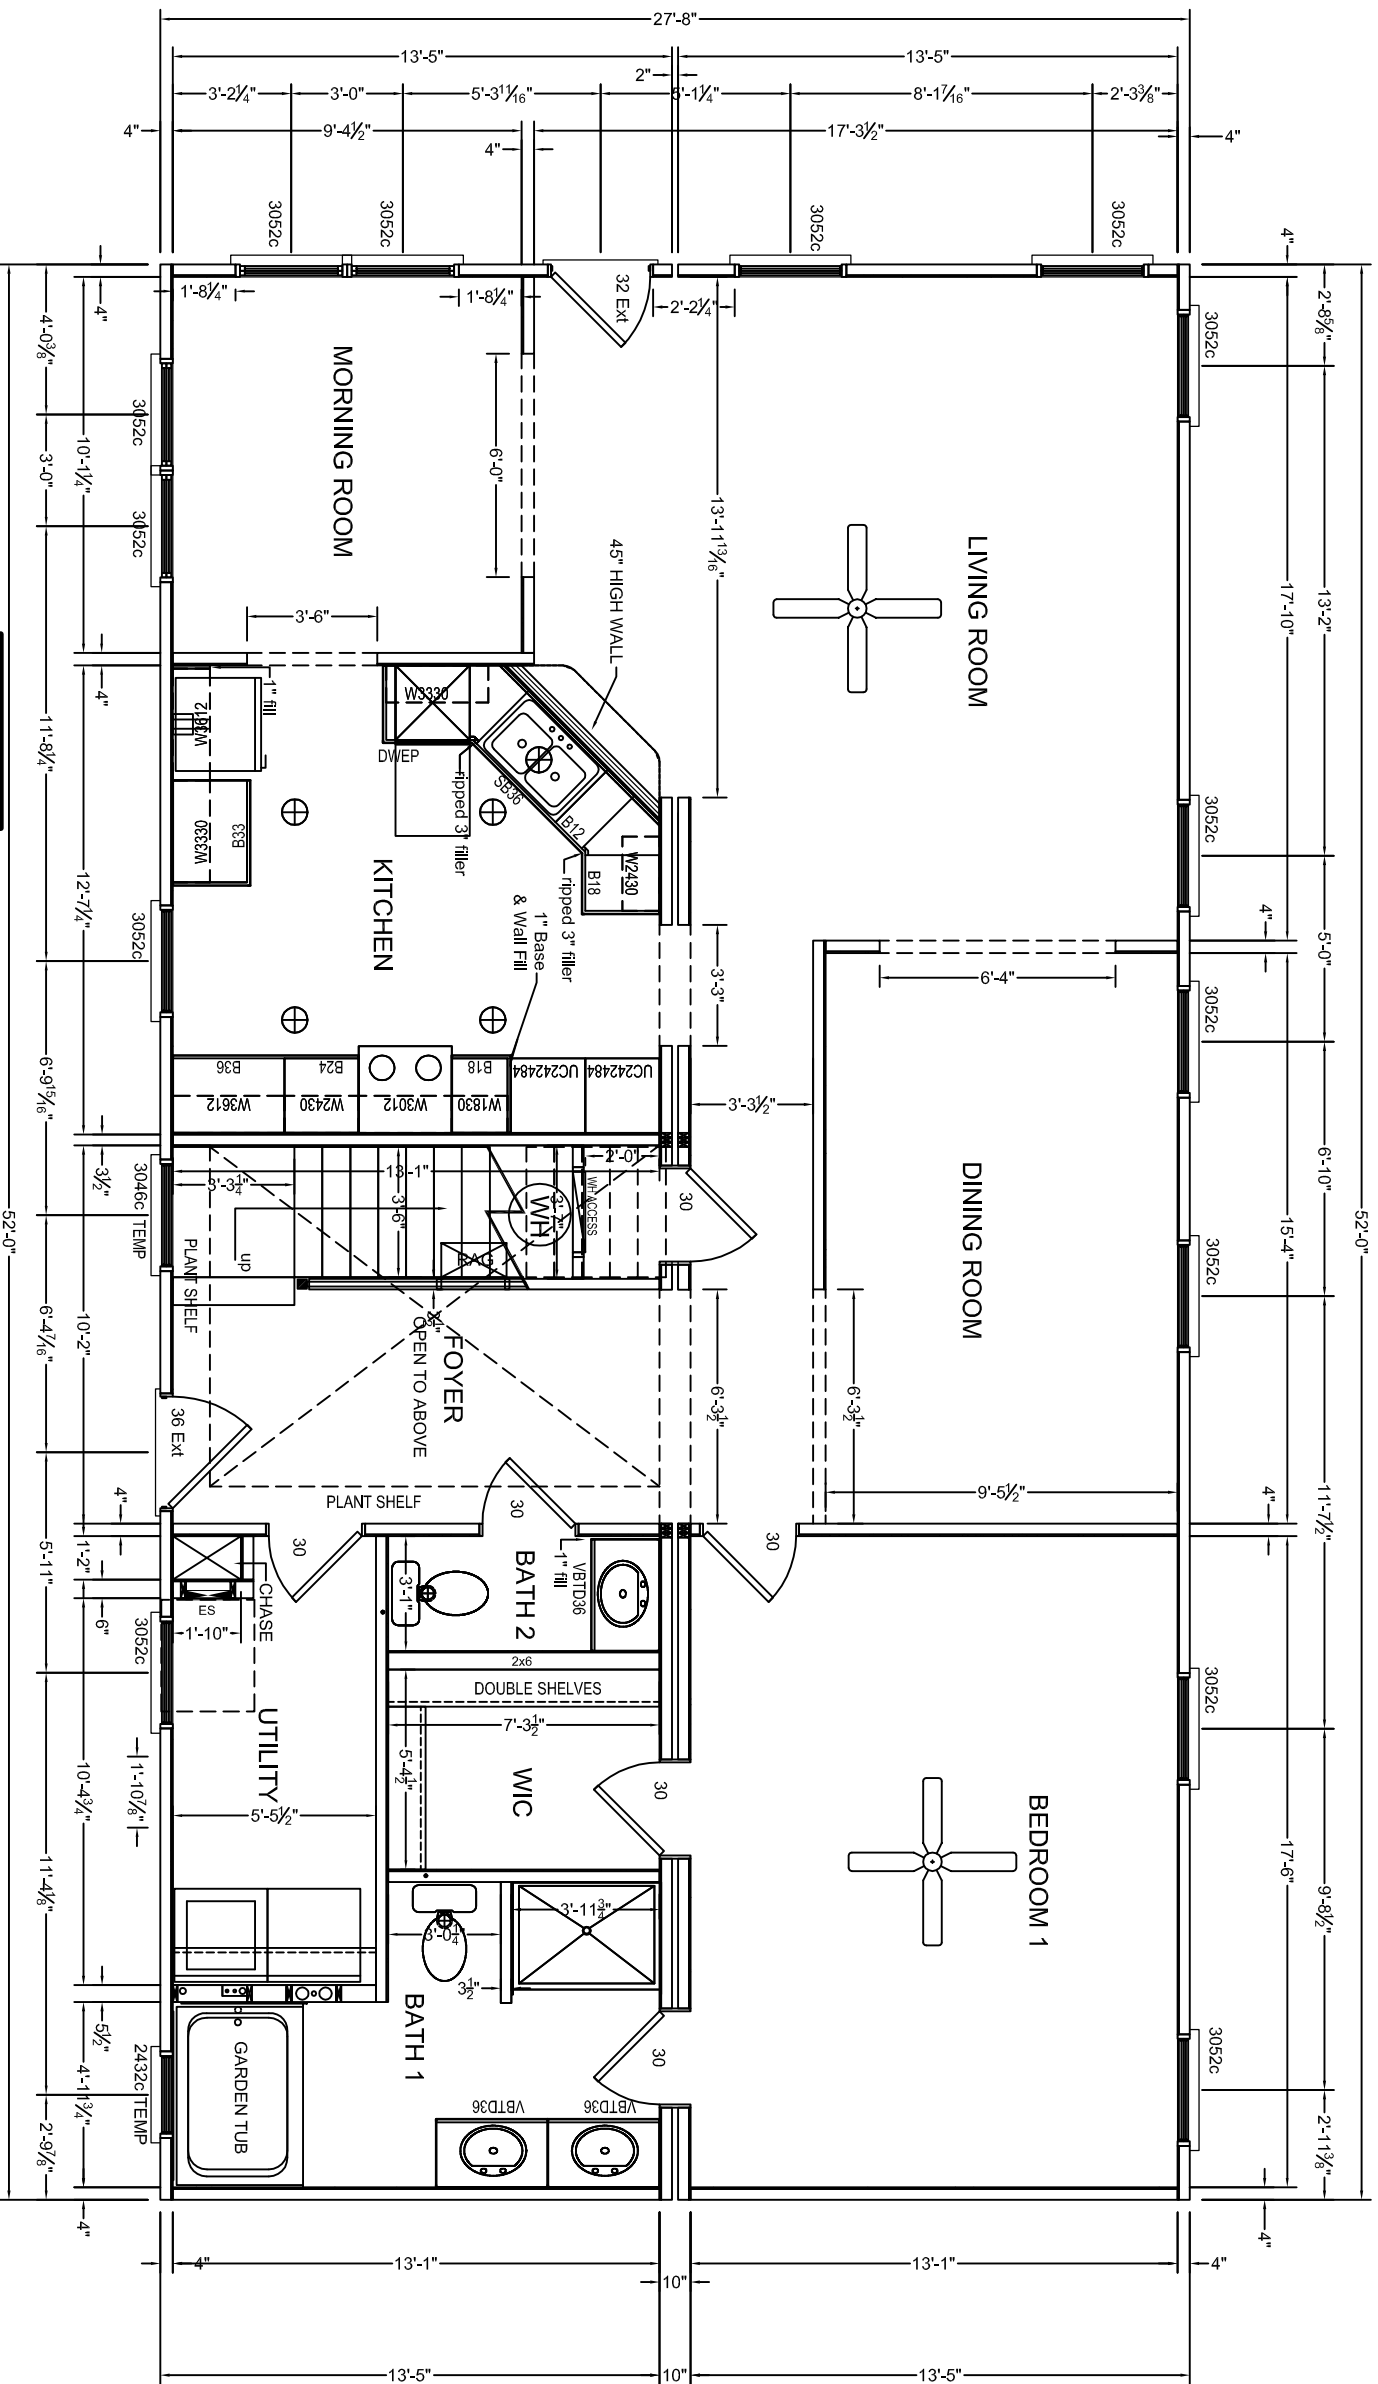 27'-8"
13'-5"
13'-5"
2"
3'-2¼"
3'-0"
5'-3¹¹⁄₁₆"
5'-1¼"
8'-1⁷⁄₁₆"
2'-3⅜"
4"
9'-4½"
4"
17'-3½"
4"
3052c
3052c
3052c
3052c
52'-0"
2'-8⅝"
13'-2"
5'-0"
6'-10"
11'-7½"
9'-8½"
2'-11⅜"
4"
17'-10"
4"
15'-4"
4"
17'-6"
4"
3052c
3052c
3052c
3052c
3052c
3052c
LIVING ROOM
DINING ROOM
BEDROOM 1
6'-4"
9'-5½"
32 Ext
2'-2¼"
13'-11¹³⁄₁₆"
3'-3"
3'-3½"
6'-3½"
6'-3½"
30
30
45" HIGH WALL
1'-8¼"
1'-8¼"
MORNING ROOM
6'-0"
3'-6"
W3330
DWEP
SB36
B12
W2430
B18
ripped 3" filler
ripped 3" filler
1" Base
& Wall Fill
1" fill
W3612
W3330
B33
KITCHEN
B36
W3612
B24
W2430
W3012
B18
W1830
UC242484
UC242484
13'-1"
3'-3¼"
3'-6"
2'-0"
WH ACCESS
WH
RAG
up
PLANT SHELF
FOYER
OPEN TO ABOVE
PLANT SHELF
36 Ext
30
30
BATH 2
VBTD36
1" fill
3'-1"
2x6
DOUBLE SHELVES
7'-3½"
5'-4½"
WIC
30
CHASE
ES
1'-10"
UTILITY
5'-5½"
3'-11¾"
3'-0¼"
3½"
BATH 1
30
GARDEN TUB
VBTD36
VBTD36
3052c
3052c
3052c
3046c TEMP
3052c
2432c TEMP
4"
10'-1¼"
4"
12'-7¼"
3½"
10'-2"
4"
1'-2"
6"
10'-4¾"
1'-10⅞"
5½"
4'-11¾"
4"
4'-0⅜"
3'-0"
11'-8¼"
6'-9¹⁵⁄₁₆"
6'-4⁷⁄₁₆"
5'-11"
11'-4⅛"
2'-9⅞"
52'-0"
4"
13'-1"
10"
13'-1"
4"
13'-5"
10"
13'-5"